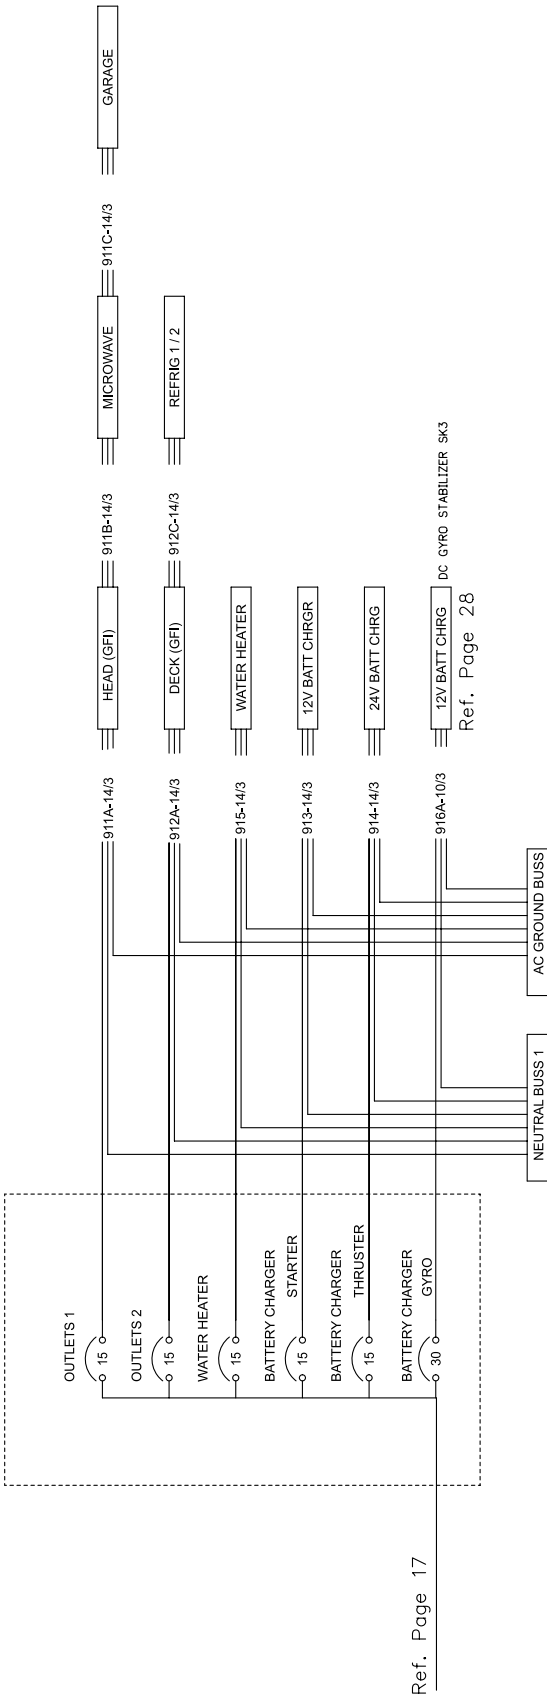 OUTLETS 1
15
911A-14/3
HEAD (GFI)
911B-14/3
MICROWAVE
911C-14/3
GARAGE
OUTLETS 2
15
912A-14/3
DECK (GFI)
912C-14/3
REFRIG 1 / 2
WATER HEATER
15
915-14/3
WATER HEATER
BATTERY CHARGER
STARTER
15
913-14/3
12V BATT CHRGR
BATTERY CHARGER
THRUSTER
15
914-14/3
24V BATT CHRG
BATTERY CHARGER
GYRO
30
916A-10/3
12V BATT CHRG
DC GYRO STABILIZER SK3
Ref. Page 28
Ref. Page 17
NEUTRAL BUSS 1
AC GROUND BUSS